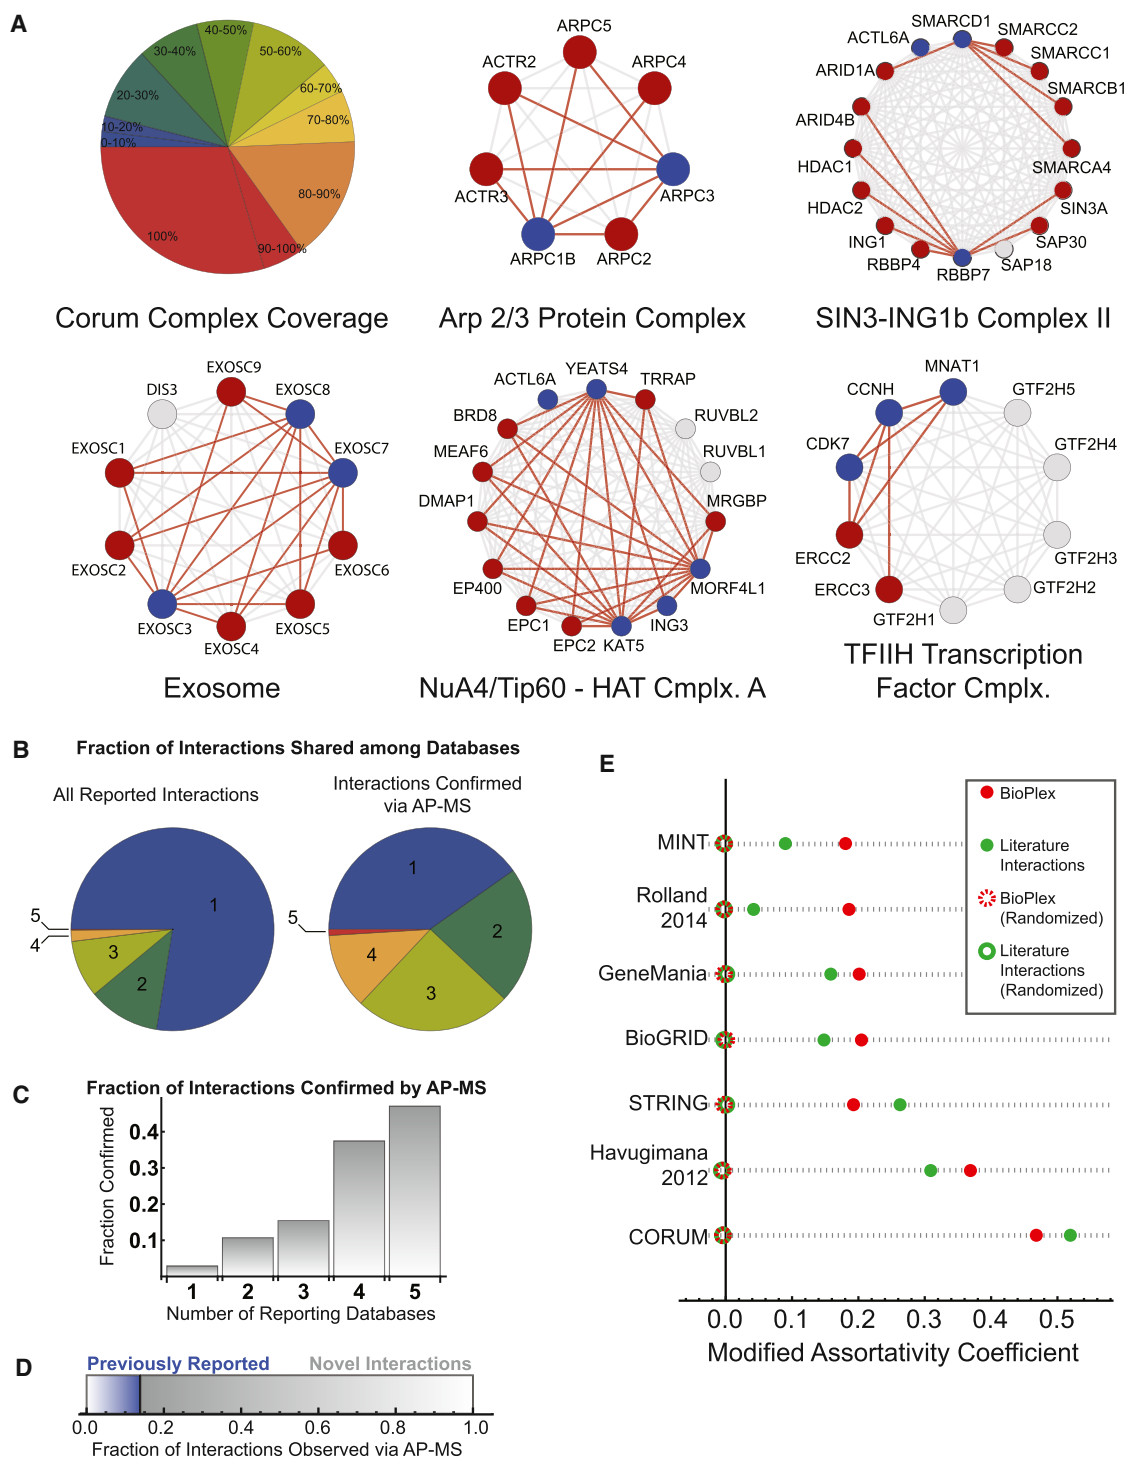 A
40-50%
30-40%
50-60%
20-30%
60-70%
10-20%
70-80%
0-10%
80-90%
100%
90-100%
Corum Complex Coverage
ARPC5
ACTR2
ARPC4
ACTR3
ARPC3
ARPC1B
ARPC2
Arp 2/3 Protein Complex
SMARCD1
ACTL6A
SMARCC2
ARID1A
SMARCC1
SMARCB1
ARID4B
HDAC1
SMARCA4
HDAC2
SIN3A
ING1
SAP30
RBBP4
RBBP7
SAP18
SIN3-ING1b Complex II
EXOSC9
DIS3
EXOSC8
EXOSC1
EXOSC7
EXOSC2
EXOSC6
EXOSC3
EXOSC5
EXOSC4
Exosome
YEATS4
ACTL6A
TRRAP
BRD8
RUVBL2
MEAF6
RUVBL1
DMAP1
MRGBP
EP400
MORF4L1
EPC1
ING3
EPC2
KAT5
NuA4/Tip60 - HAT Cmplx. A
MNAT1
CCNH
GTF2H5
CDK7
GTF2H4
ERCC2
GTF2H3
ERCC3
GTF2H2
GTF2H1
TFIIH Transcription
Factor Cmplx.
B
Fraction of Interactions Shared among Databases
All Reported Interactions
1
5
4
3
2
Interactions Confirmed
via AP-MS
1
5
2
4
3
C
Fraction of Interactions Confirmed by AP-MS
Fraction Confirmed
0.4
0.3
0.2
0.1
1 2 3 4 5
Number of Reporting Databases
D
Previously Reported
Novel Interactions
0.0 0.2 0.4 0.6 0.8 1.0
Fraction of Interactions Observed via AP-MS
E
BioPlex
Literature
Interactions
BioPlex
(Randomized)
Literature
Interactions
(Randomized)
MINT
Rolland
2014
GeneMania
BioGRID
STRING
Havugimana
2012
CORUM
0.0 0.1 0.2 0.3 0.4 0.5
Modified Assortativity Coefficient